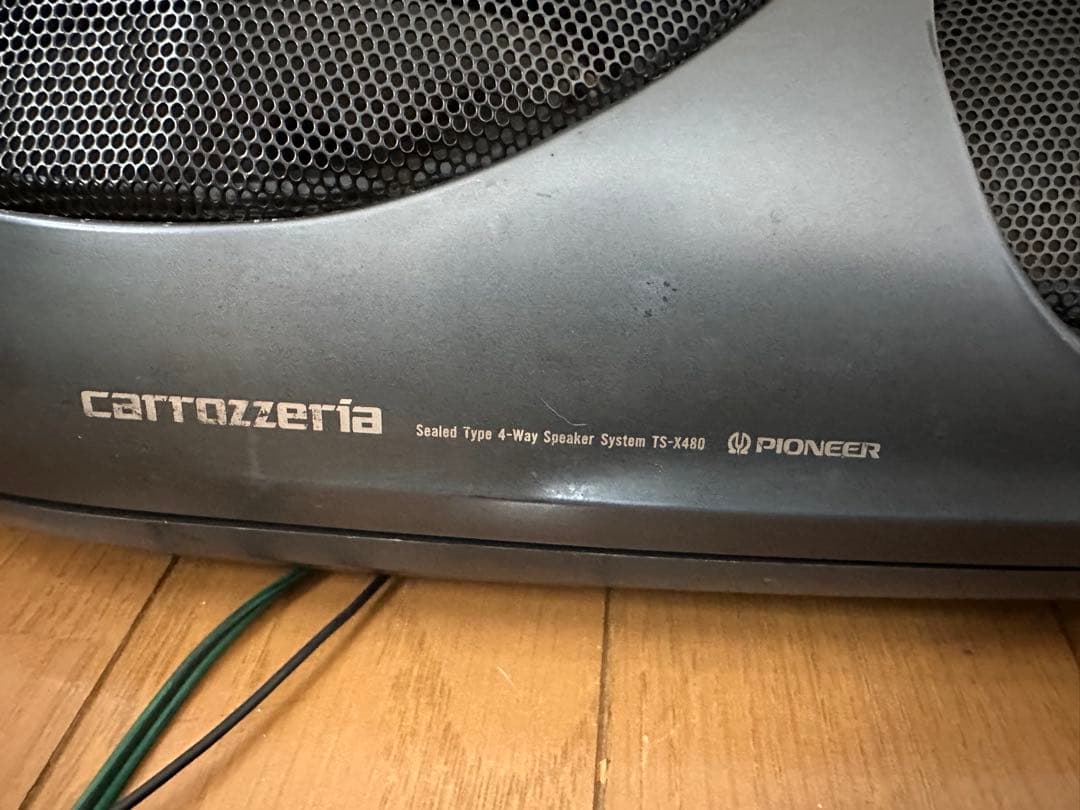 carrozzeria Sealed Type 4-Way Speaker System TS-X480 PIONEER